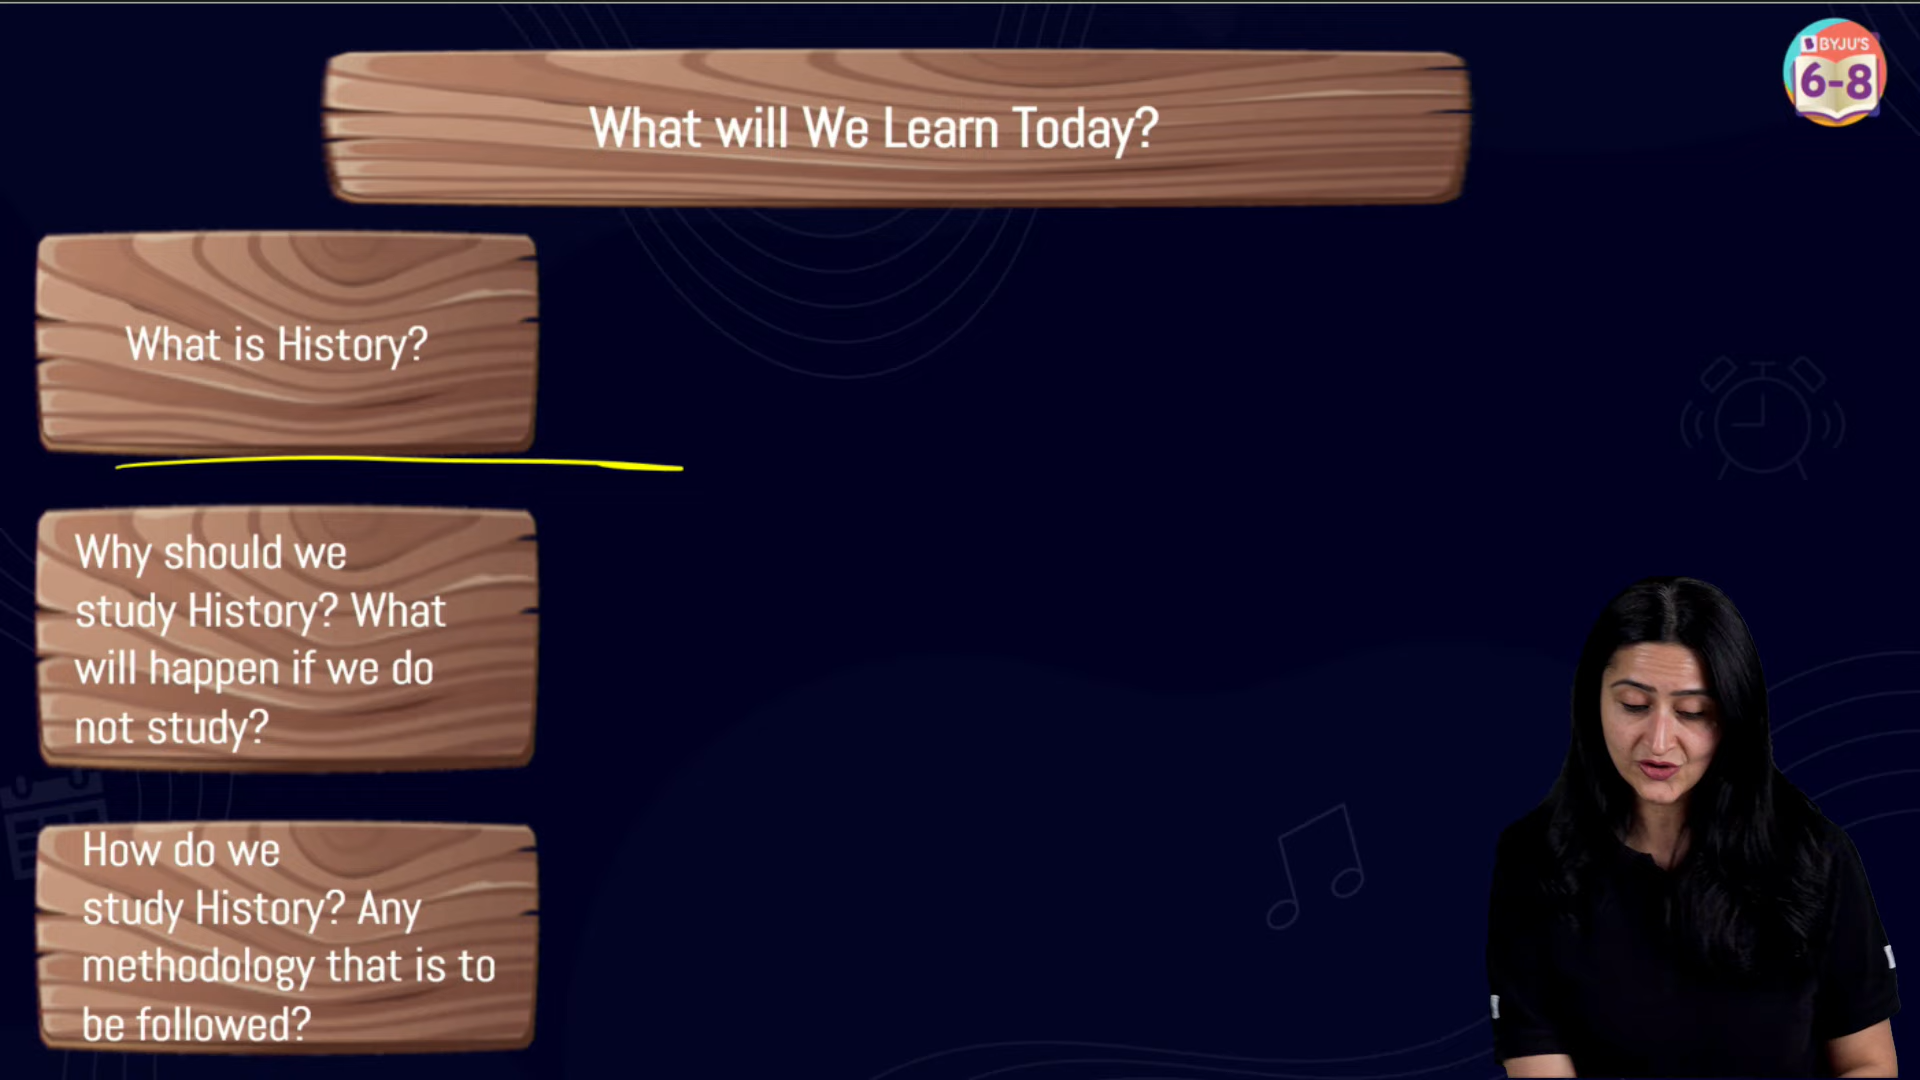 What will We Learn Today?
BYJU'S
6-8
What is History?
Why should we
study History? What
will happen if we do
not study?
How do we
study History? Any
methodology that is to
be followed?